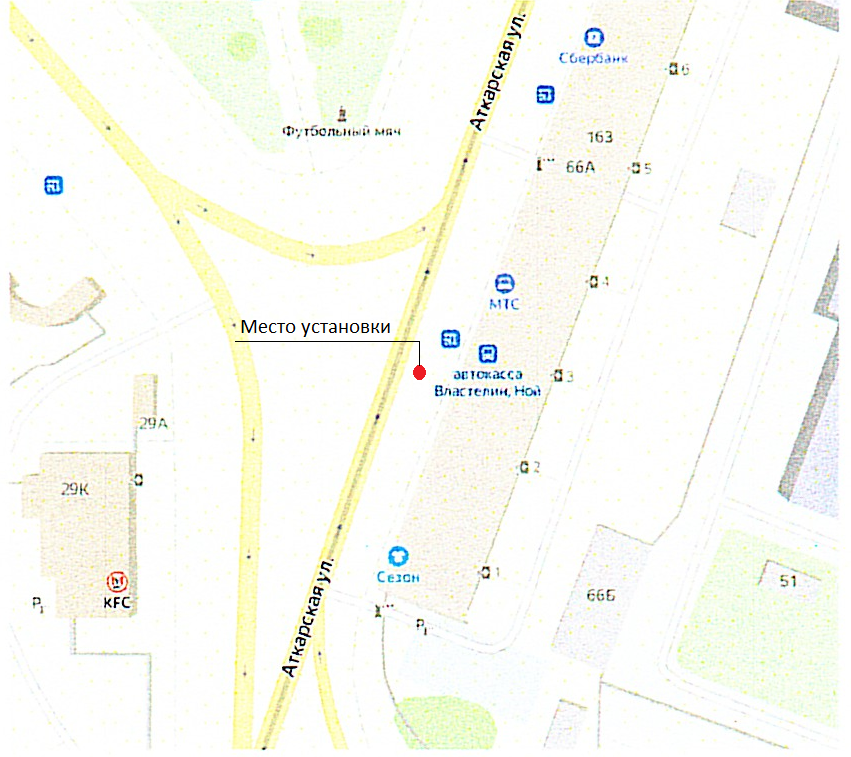 Аткарская ул.
Сбербанк
6
Футбольный мяч
163
66А
5
4
МТС
Место установки
автокасса
Властелин, Ной
3
29А
2
29К
Сезон
1
51
66Б
KFC
P
P
Аткарская ул.